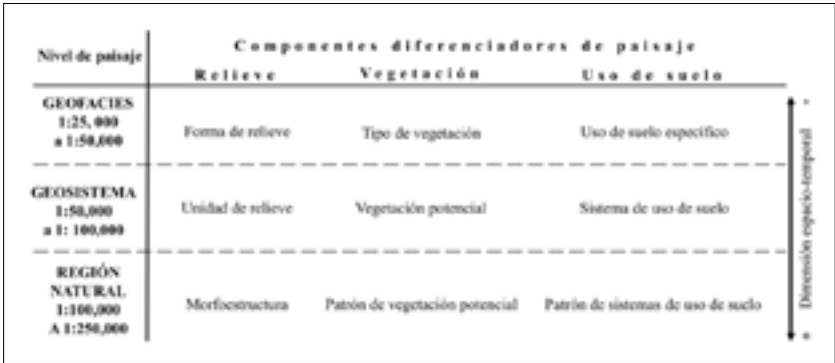 Nivel de paisaje
Componentes diferenciadores de paisaje
Relieve Vegetación Uso de suelo
GEOFACIES
1:25, 000
a 1:50,000
Forma de relieve Tipo de vegetación Uso de suelo específico
GEOSISTEMA
1:50,000
a 1: 100,000
Unidad de relieve Vegetación potencial Sistema de uso de suelo
REGIÓN
NATURAL
1:100,000
A 1:250,000
Morfoestructura Patrón de vegetación potencial Patrón de sistemas de uso de suelo
-
Dimensión espacio-temporal
+